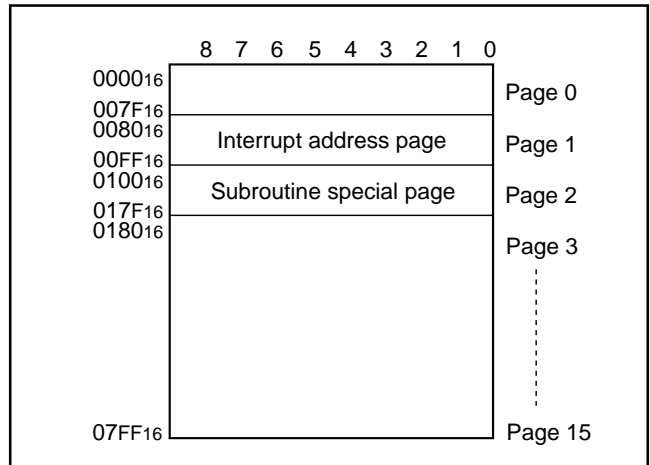 8 7 6 5 4 3 2 1 0
000016
Page 0
007F16
008016
Interrupt address page
Page 1
00FF16
010016
Subroutine special page
Page 2
017F16
018016
Page 3
07FF16
Page 15